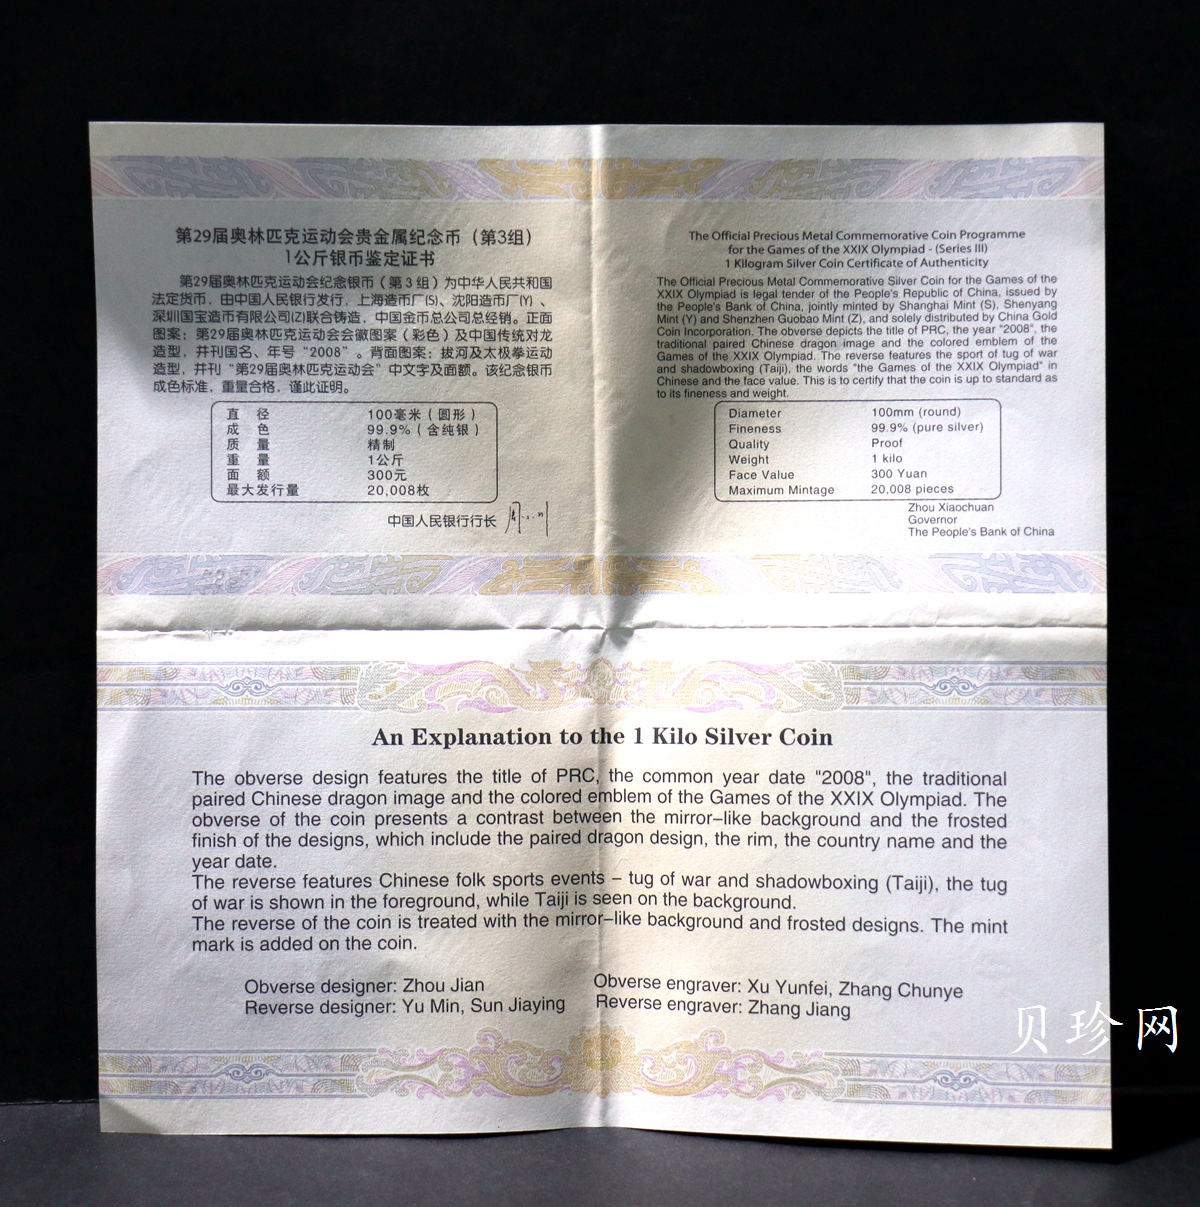 第29届奥林匹克运动会贵金属纪念币（第3组）
1公斤银币鉴定证书
第29届奥林匹克运动会纪念银币（第3组）为中华人民共和国
法定货币，由中国人民银行发行，上海造币厂(S)、沈阳造币厂(Y)、
深圳国宝造币有限公司(Z)联合铸造，中国金币总公司总经销。正面
图案：第29届奥林匹克运动会会徽图案（彩色）及中国传统对龙
造型，并刊国名、年号“2008”。背面图案：拔河及太极拳运动
造型，并刊“第29届奥林匹克运动会”中文字及面额。该纪念银币
成色标准，重量合格，谨此证明。
直 径 100毫米（圆形）
成 色 99.9%（含纯银）
质 量 精制
重 量 1公斤
面 额 300元
最大发行量 20,008枚
中国人民银行行长
The Official Precious Metal Commemorative Coin Programme
for the Games of the XXIX Olympiad - (Series III)
1 Kilogram Silver Coin Certificate of Authenticity
The Official Precious Metal Commemorative Silver Coin for the Games of the
XXIX Olympiad is legal tender of the People's Republic of China, issued by
the People's Bank of China, jointly minted by Shanghai Mint (S), Shenyang
Mint (Y) and Shenzhen Guobao Mint (Z), and solely distributed by China Gold
Coin Incorporation. The obverse depicts the title of PRC, the year "2008", the
traditional paired Chinese dragon image and the colored emblem of the
Games of the XXIX Olympiad. The reverse features the sport of tug of war
and shadowboxing (Taiji), the words "the Games of the XXIX Olympiad" in
Chinese and the face value. This is to certify that the coin is up to standard as
to its fineness and weight.
Diameter 100mm (round)
Fineness 99.9% (pure silver)
Quality Proof
Weight 1 kilo
Face Value 300 Yuan
Maximum Mintage 20,008 pieces
Zhou Xiaochuan
Governor
The People's Bank of China
An Explanation to the 1 Kilo Silver Coin
The obverse design features the title of PRC, the common year date "2008", the traditional
paired Chinese dragon image and the colored emblem of the Games of the XXIX Olympiad. The
obverse of the coin presents a contrast between the mirror–like background and the frosted
finish of the designs, which include the paired dragon design, the rim, the country name and the
year date.
The reverse features Chinese folk sports events – tug of war and shadowboxing (Taiji), the tug
of war is shown in the foreground, while Taiji is seen on the background.
The reverse of the coin is treated with the mirror–like background and frosted designs. The mint
mark is added on the coin.
Obverse designer: Zhou Jian Obverse engraver: Xu Yunfei, Zhang Chunye
Reverse designer: Yu Min, Sun Jiaying Reverse engraver: Zhang Jiang
贝珍网